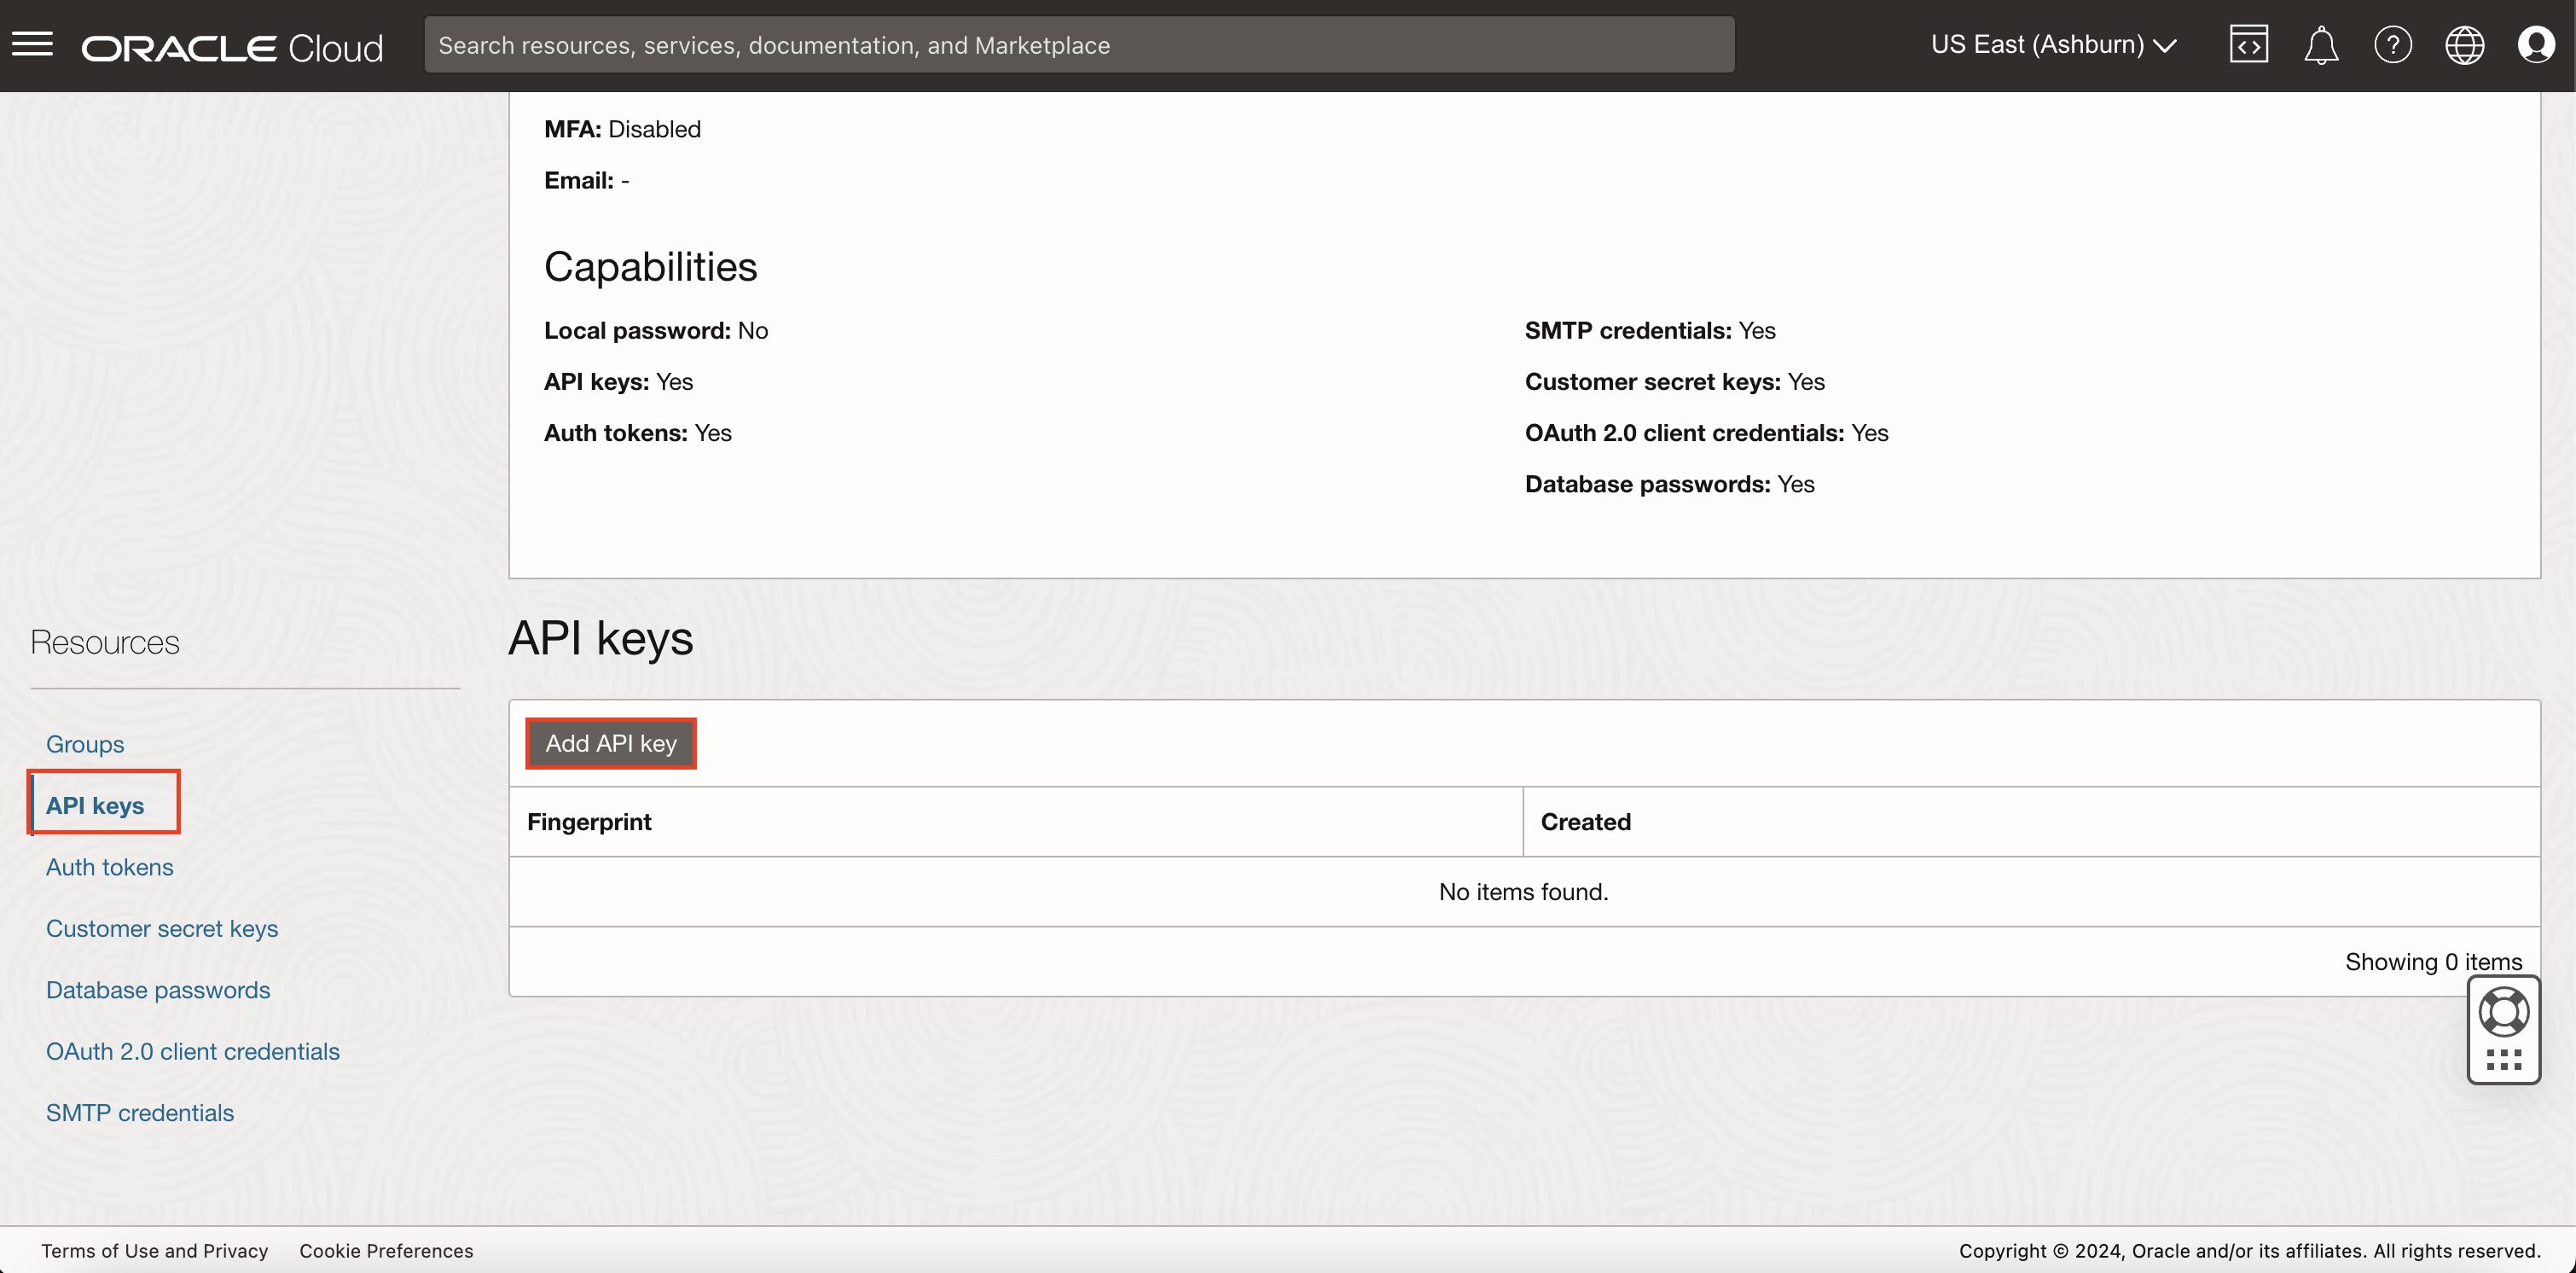 ORACLE Cloud
Search resources, services, documentation, and Marketplace
US East (Ashburn)
MFA: Disabled
Email: -
Capabilities
Local password: No
API keys: Yes
Auth tokens: Yes
SMTP credentials: Yes
Customer secret keys: Yes
OAuth 2.0 client credentials: Yes
Database passwords: Yes
Resources
Groups
API keys
Auth tokens
Customer secret keys
Database passwords
OAuth 2.0 client credentials
SMTP credentials
API keys
Add API key
Fingerprint
Created
No items found.
Showing 0 items
Terms of Use and Privacy
Cookie Preferences
Copyright © 2024, Oracle and/or its affiliates. All rights reserved.